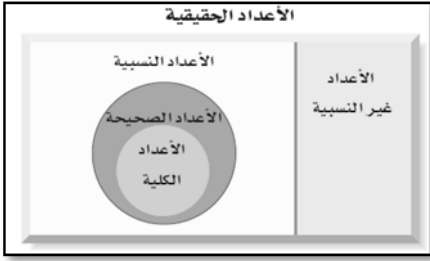 الأعداد الحقيقية
الأعداد النسبية
الأعداد
غير النسبية
الأعداد الصحيحة
الأعداد
الكلية